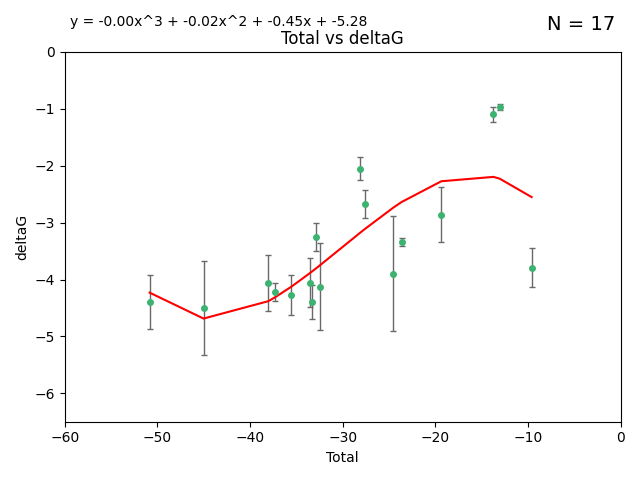 y = -0.00x^3 + -0.02x^2 + -0.45x + -5.28
N = 17
Total vs deltaG
0
−1
−2
−3
−4
−5
−6
deltaG
−60 −50 −40 −30 −20 −10 0
Total